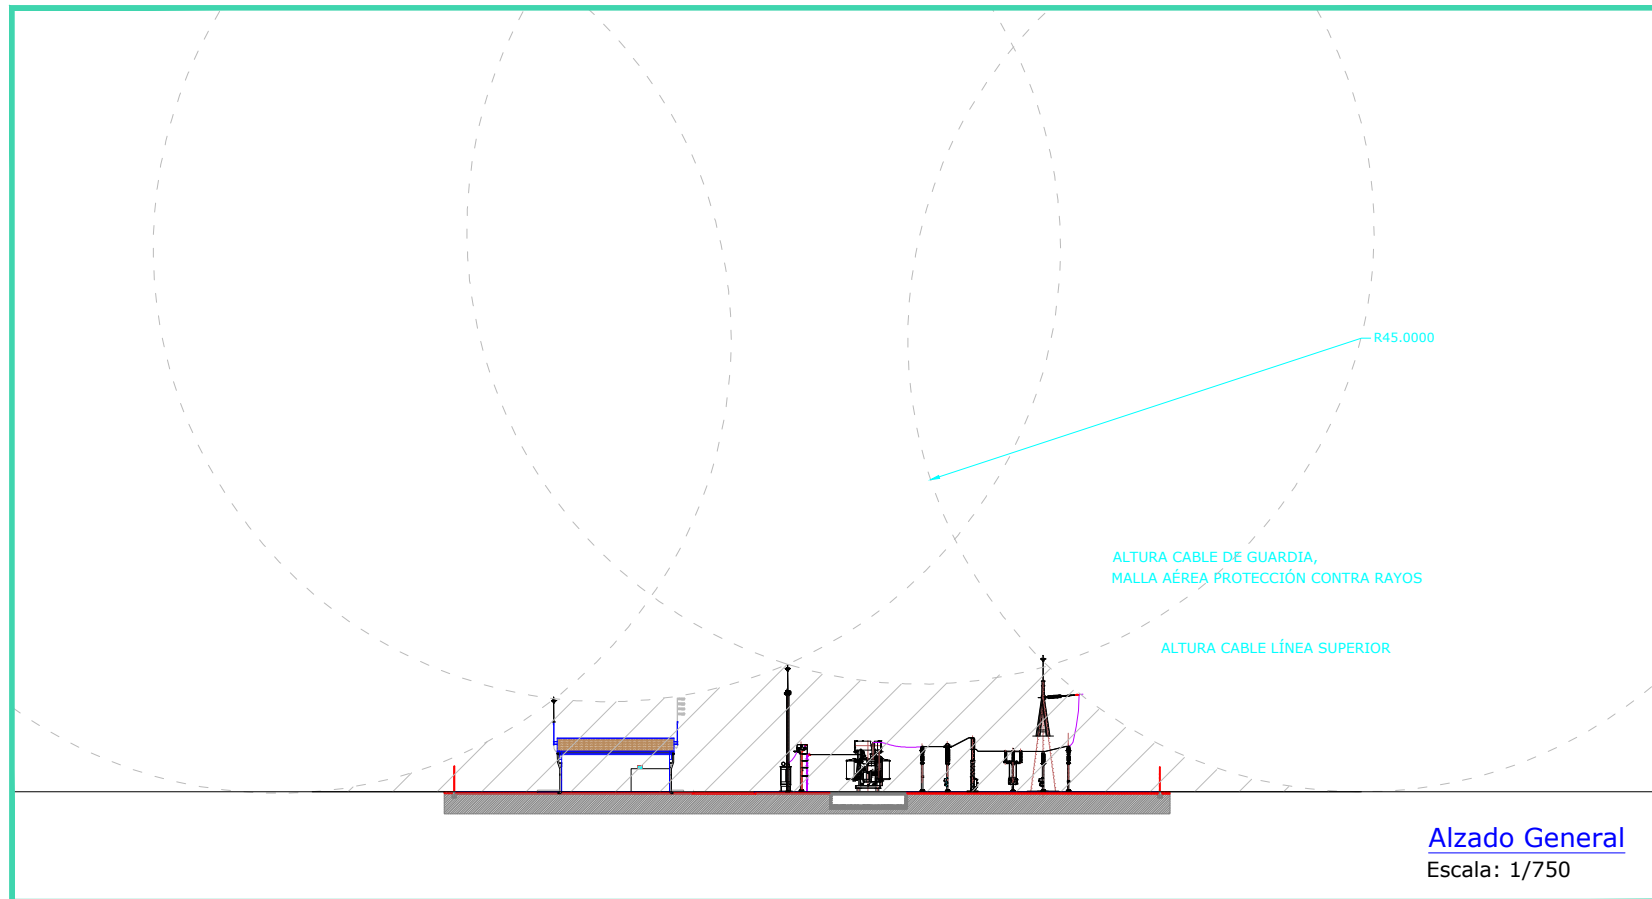 R45.0000
ALTURA CABLE DE GUARDIA,
MALLA AÉREA PROTECCIÓN CONTRA RAYOS
ALTURA CABLE LÍNEA SUPERIOR
Alzado General
Escala: 1/750